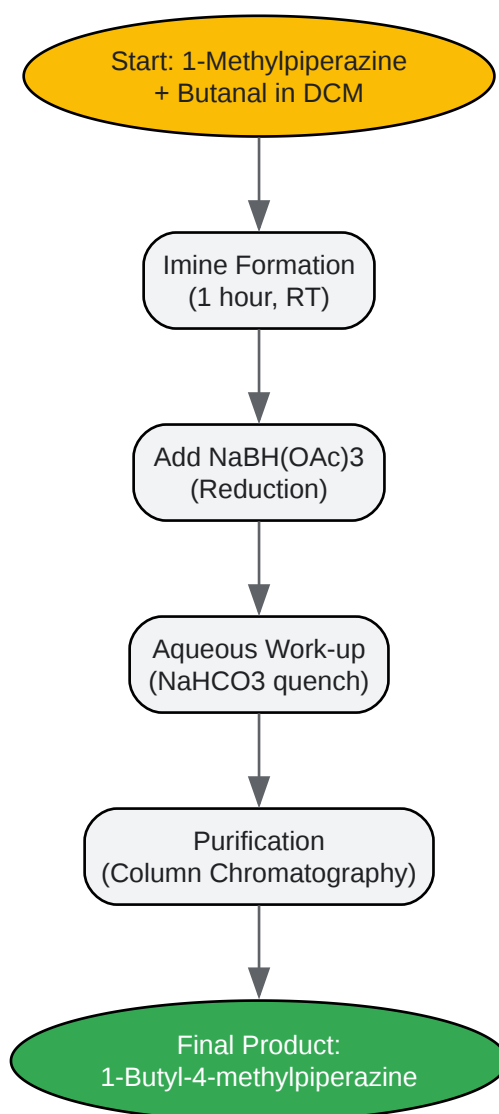 Start: 1-Methylpiperazine
+ Butanal in DCM
Imine Formation
(1 hour, RT)
Add NaBH(OAc)3
(Reduction)
Aqueous Work-up
(NaHCO3 quench)
Purification
(Column Chromatography)
Final Product:
1-Butyl-4-methylpiperazine